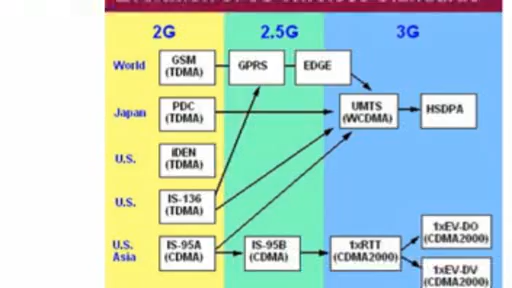 2G 2.5G 3G
World GSM GPRS EDGE
(TDMA)
Japan PDC UMTS HSDPA
(TDMA) (WCDMA)
U.S. iDEN
(TDMA)
U.S. IS-136
(TDMA)
U.S. IS-95A IS-95B 1xRTT 1xEV-DO
Asia (CDMA) (CDMA) (CDMA2000) (CDMA2000)
1xEV-DV
(CDMA2000)